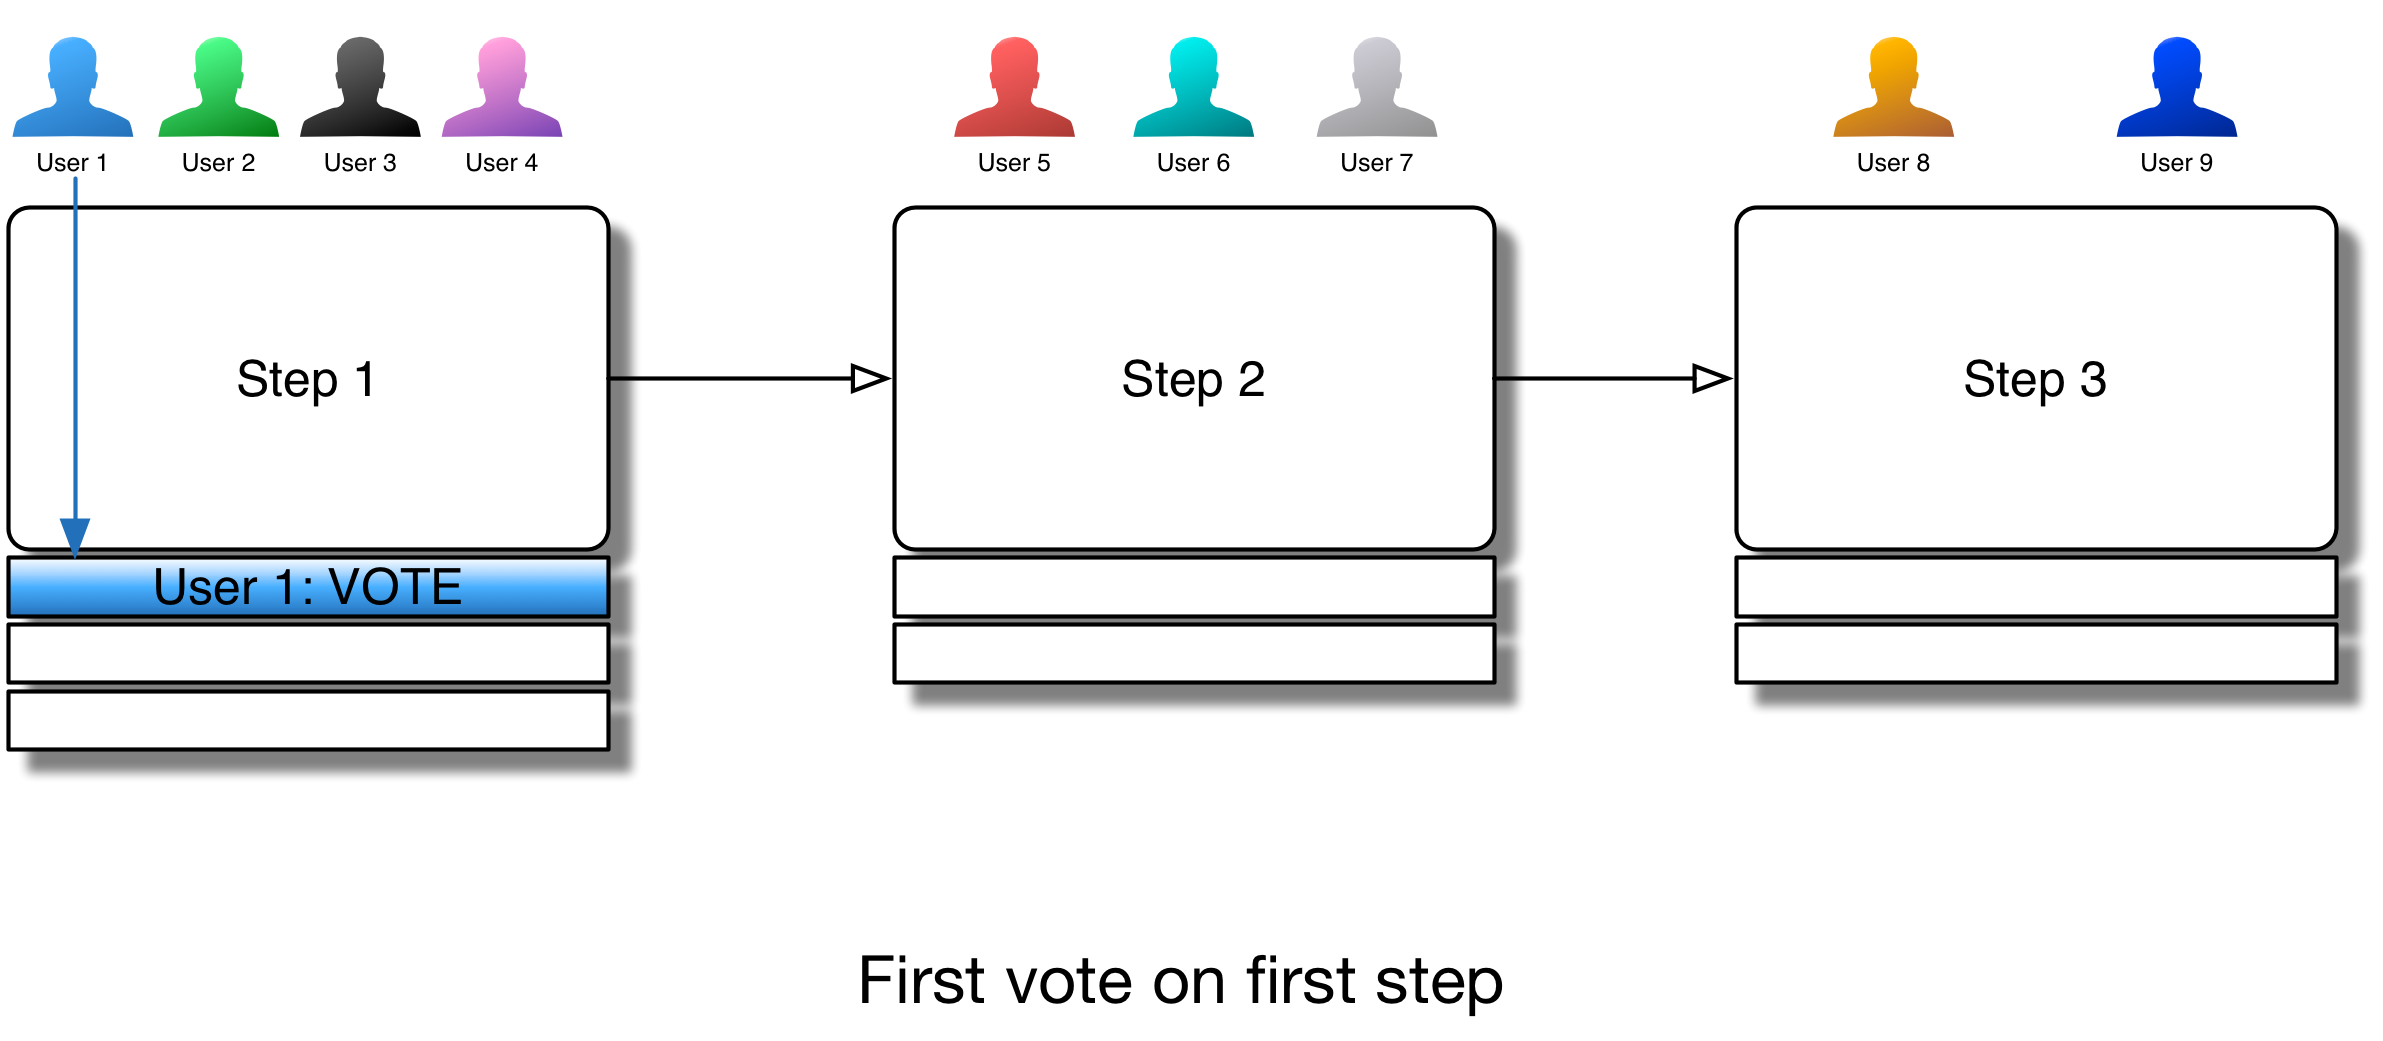 User 1
User 2
User 3
User 4
User 5
User 6
User 7
User 8
User 9
Step 1
Step 2
Step 3
User 1: VOTE
First vote on first step